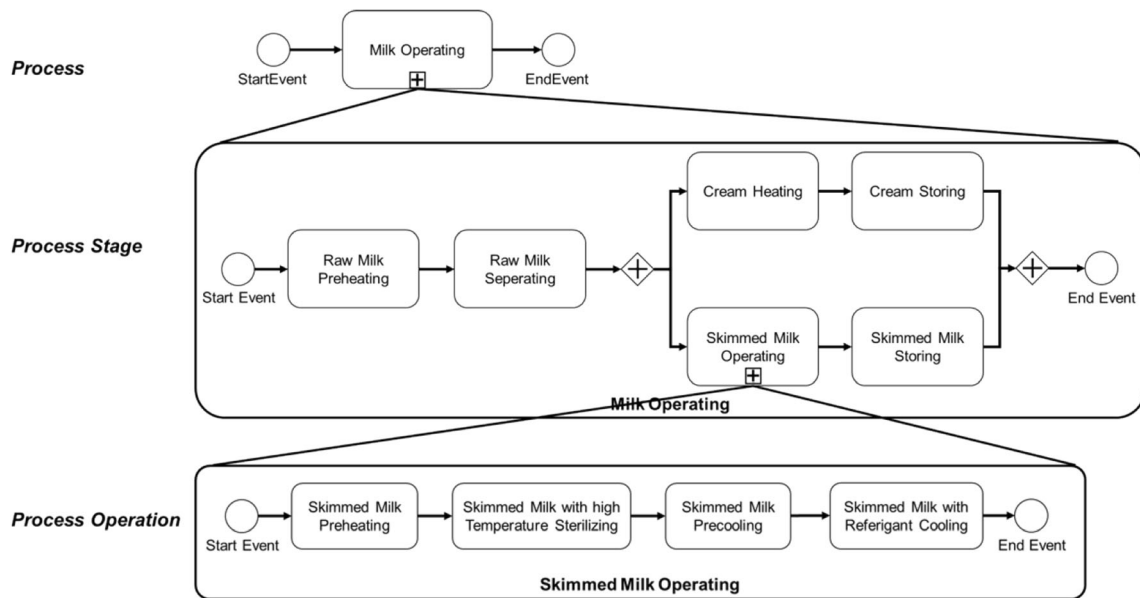 Process
StartEvent
Milk Operating
EndEvent
Process Stage
Start Event
Raw Milk
Preheating
Raw Milk
Seperating
Cream Heating
Cream Storing
Skimmed Milk
Operating
Skimmed Milk
Storing
End Event
Milk Operating
Process Operation
Start Event
Skimmed Milk
Preheating
Skimmed Milk with high
Temperature Sterilizing
Skimmed Milk
Precooling
Skimmed Milk with
Referigant Cooling
End Event
Skimmed Milk Operating